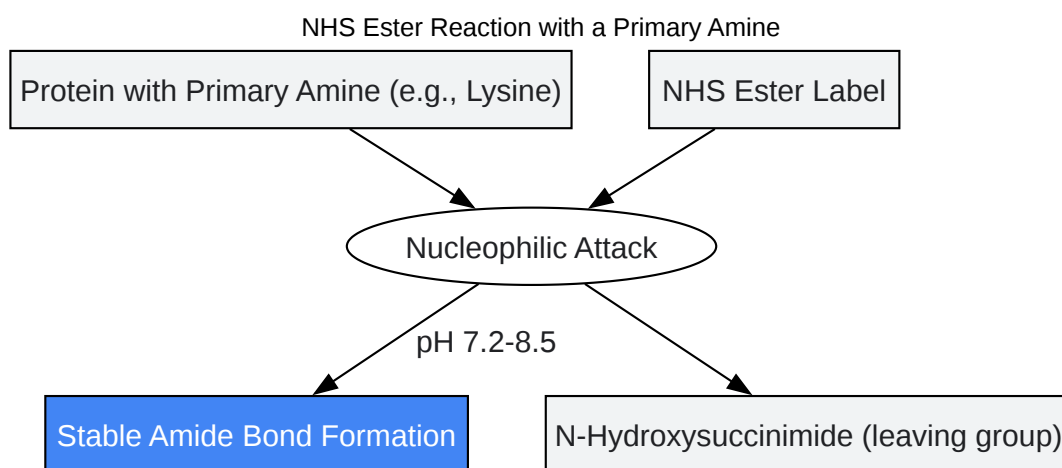 NHS Ester Reaction with a Primary Amine
Protein with Primary Amine (e.g., Lysine)
NHS Ester Label
Nucleophilic Attack
pH 7.2-8.5
Stable Amide Bond Formation
N-Hydroxysuccinimide (leaving group)